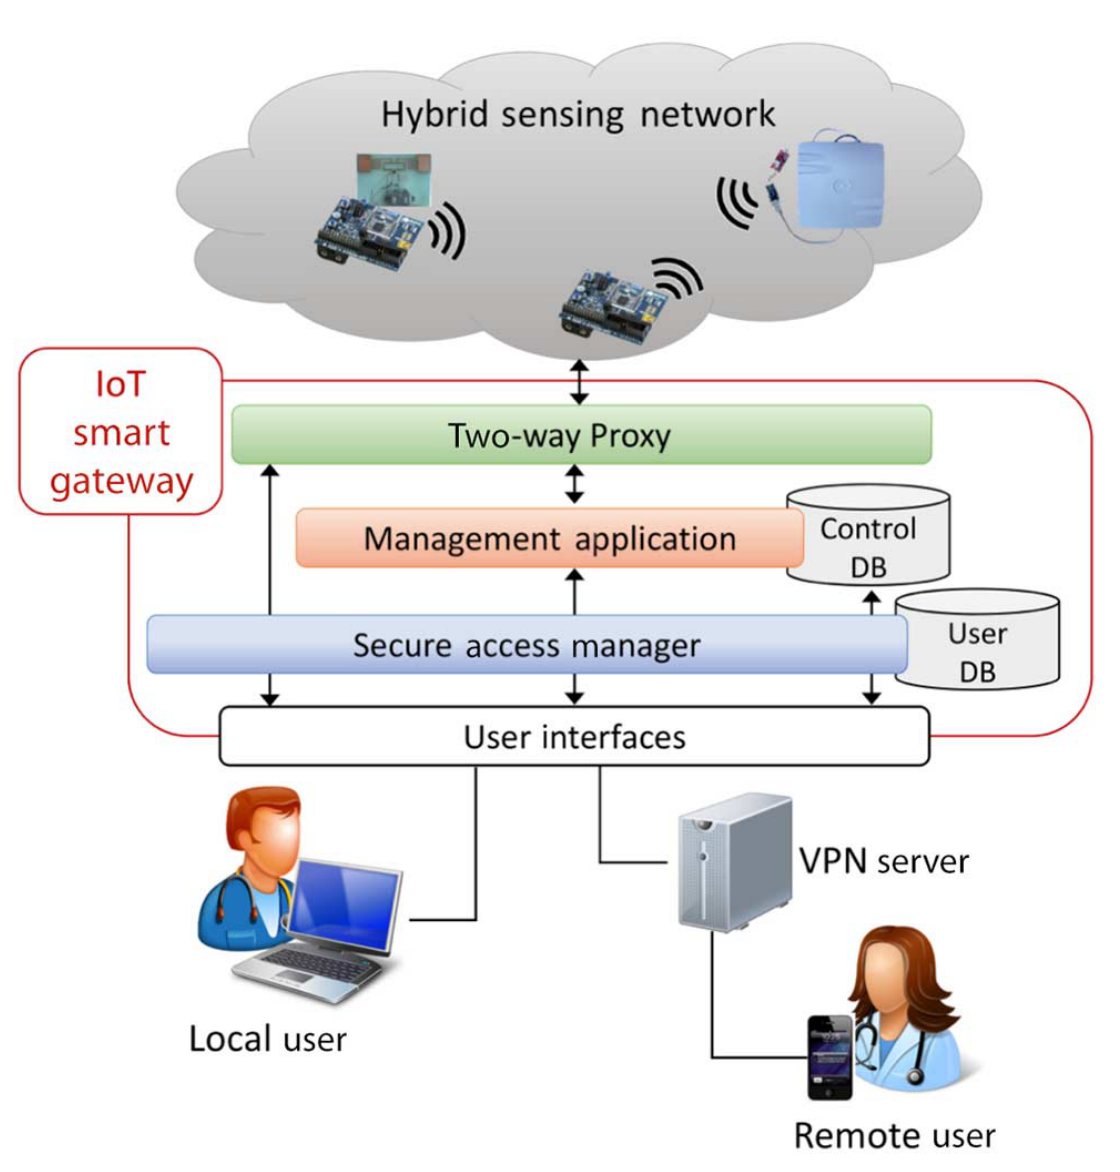 Hybrid sensing network
IoT
smart
gateway
Two-way Proxy
Management application
Control
DB
Secure access manager
User
DB
User interfaces
VPN server
Local user
Remote user